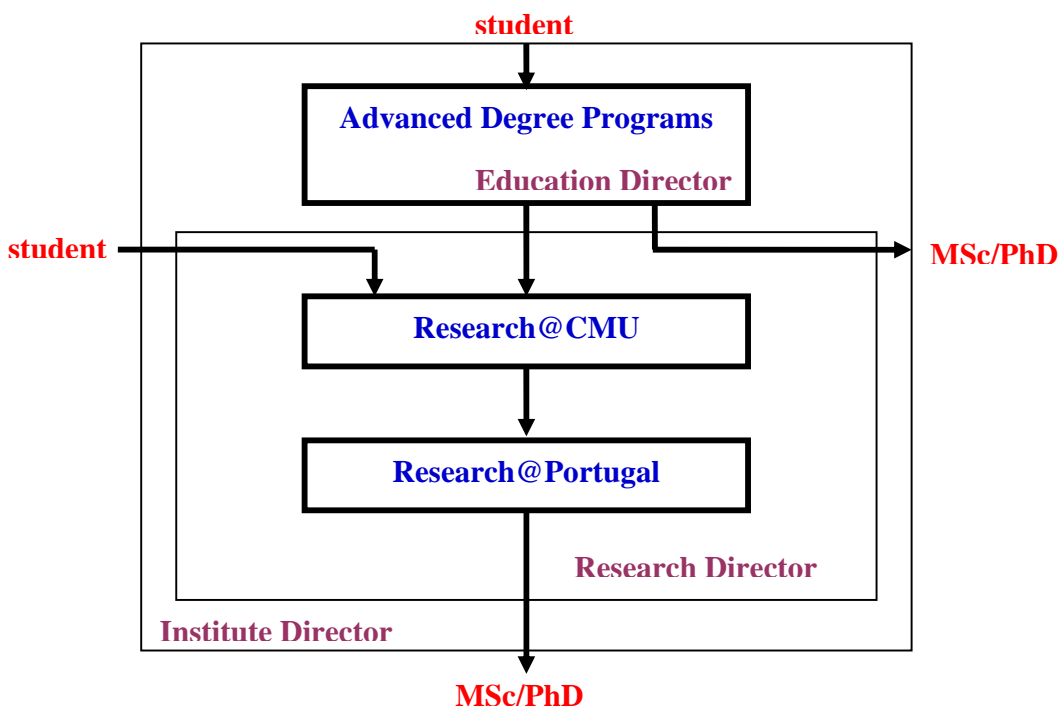 student
Advanced Degree Programs
Education Director
student
MSc/PhD
Research@CMU
Research@Portugal
Research Director
Institute Director
MSc/PhD